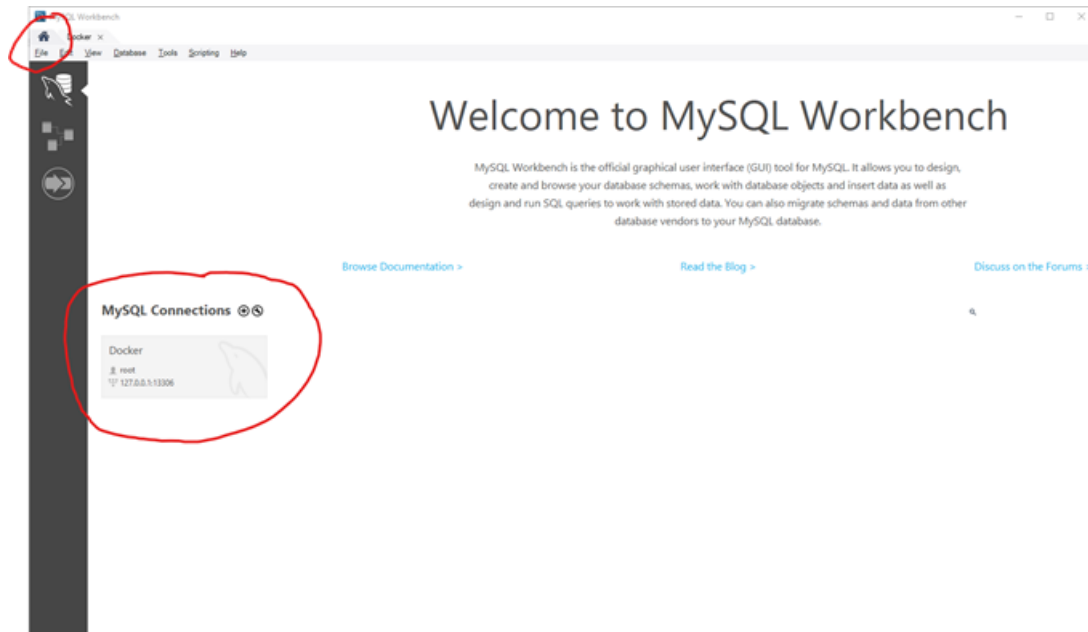 MySQL Workbench
Docker ×
File Edit View Database Tools Scripting Help
Welcome to MySQL Workbench
MySQL Workbench is the official graphical user interface (GUI) tool for MySQL. It allows you to design,
create and browse your database schemas, work with database objects and insert data as well as
design and run SQL queries to work with stored data. You can also migrate schemas and data from other
database vendors to your MySQL database.
Browse Documentation >
Read the Blog >
Discuss on the Forums >
MySQL Connections
Docker
root
127.0.0.1:13306